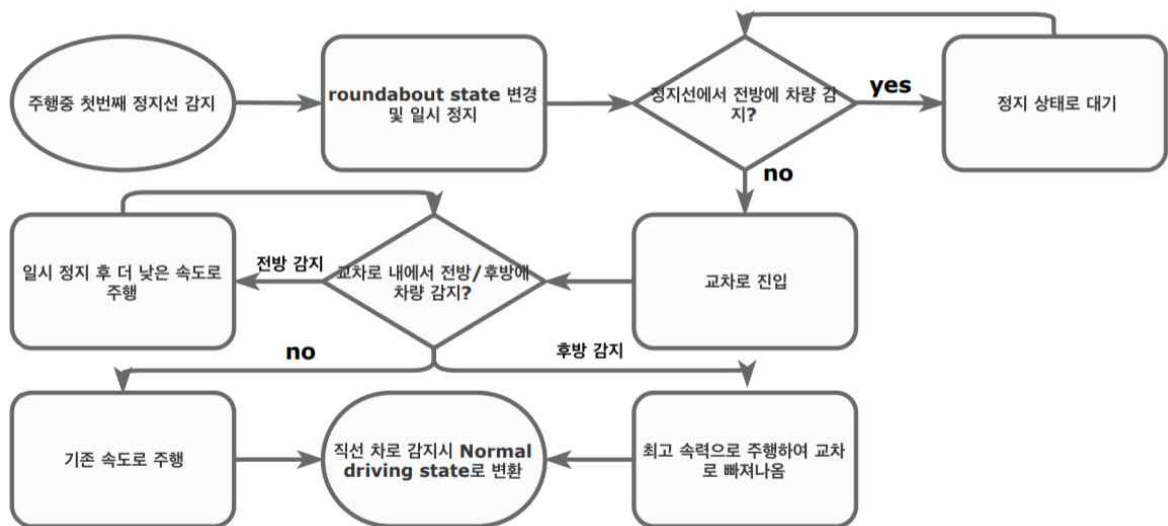 주행중 첫번째 정지선 감지
roundabout state 변경
및 일시 정지
정지선에서 전방에 차량 감
지?
yes
정지 상태로 대기
no
일시 정지 후 더 낮은 속도로
주행
전방 감지
교차로 내에서 전방/후방에
차량 감지?
교차로 진입
no
후방 감지
기존 속도로 주행
직선 차로 감지시 Normal
driving state로 변환
최고 속력으로 주행하여 교차
로 빠져나옴